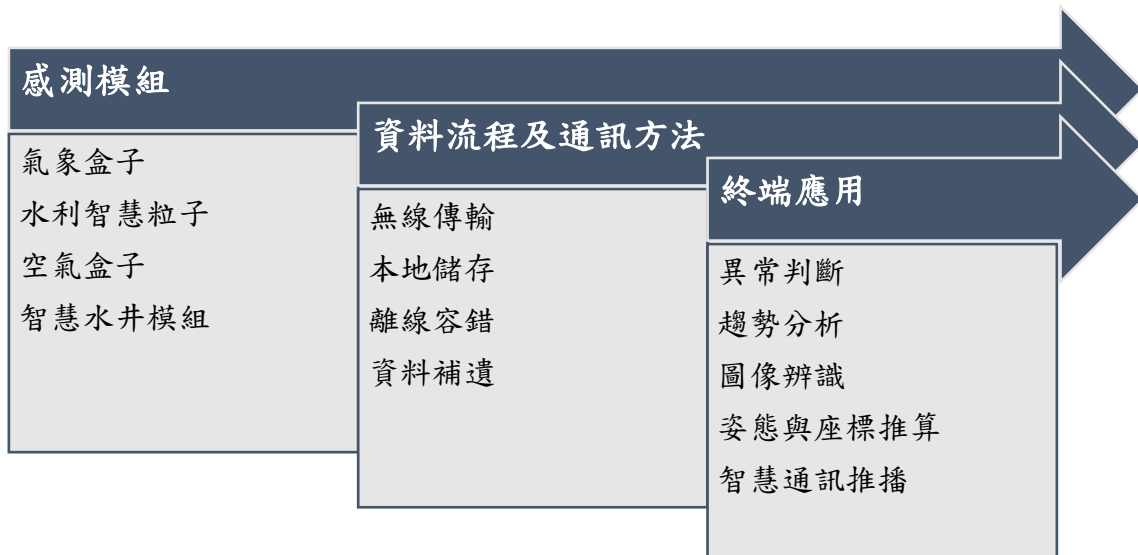 感測模組
氣象盒子
水利智慧粒子
空氣盒子
智慧水井模組
資料流程及通訊方法
無線傳輸
本地儲存
離線容錯
資料補遺
終端應用
異常判斷
趨勢分析
圖像辨識
姿態與座標推算
智慧通訊推播